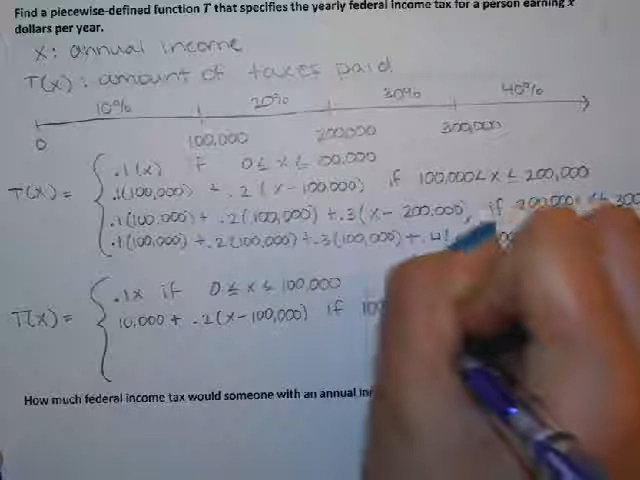 Find a piecewise-defined function T that specifies the yearly federal income tax for a person earning x
dollars per year.
x: annual income
T(x): amount of taxes paid
10% 20% 30% 40%
0 100,000 200,000 300,000
T(x) = .1(x) if 0 ≤ x ≤ 100,000
.1(100,000) + .2(x-100,000) if 100,000 < x ≤ 200,000
.1(100,000) + .2(100,000) + .3(x-200,000), if
.1(100,000) + .2(100,000) + .3(100,000) + .4(
T(x) = .1x if 0 ≤ x ≤ 100,000
10,000 + .2(x-100,000) if
How much federal income tax would someone with an annual